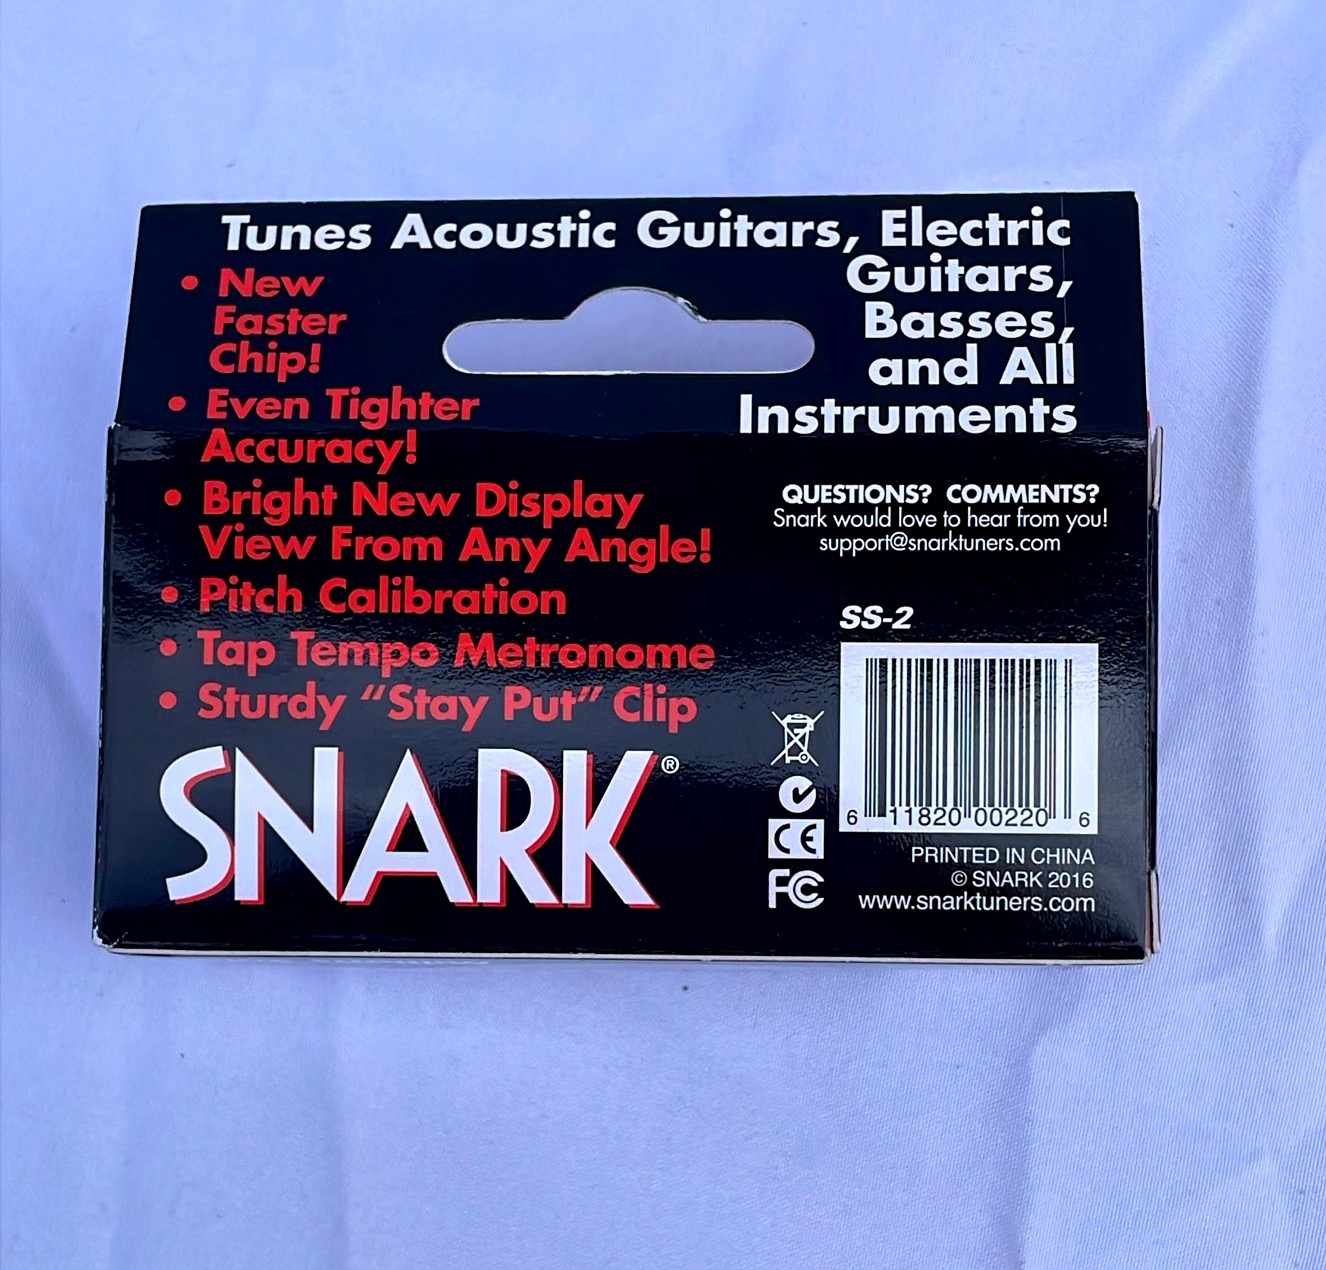 Tunes Acoustic Guitars, Electric
Guitars,
Basses,
and All
Instruments
• New
Faster
Chip!
• Even Tighter
Accuracy!
• Bright New Display
View From Any Angle!
• Pitch Calibration
• Tap Tempo Metronome
• Sturdy “Stay Put” Clip
SNARK®
QUESTIONS? COMMENTS?
Snark would love to hear from you!
support@snarktuners.com
SS-2
6 11820 00220 6
CE
FC
PRINTED IN CHINA
© SNARK 2016
www.snarktuners.com